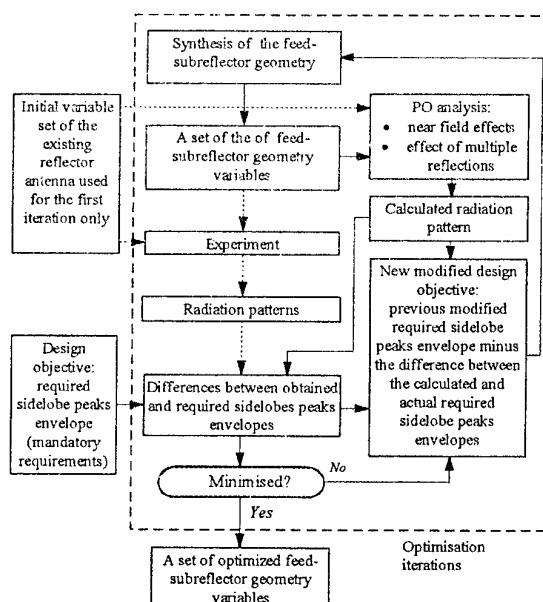 Synthesis of the feed-
subreflector geometry
Initial variable
set of the
existing
reflector
antenna used
for the first
iteration only
A set of the of feed-
subreflector geometry
variables
PO analysis:
• near field effects
• effect of multiple
reflections
Calculated radiation
pattern
Experiment
Radiation patterns
New modified design
objective:
previous modified
required sidelobe
peaks envelope minus
the difference between
the calculated and
actual required
sidelobe peaks
envelopes
Design
objective:
required
sidelobe peaks
envelope
(mandatory
requirements)
Differences between obtained
and required sidelobes peaks
envelopes
Minimised?
No
Yes
A set of optimized feed-
subreflector geometry
variables
Optimisation
iterations